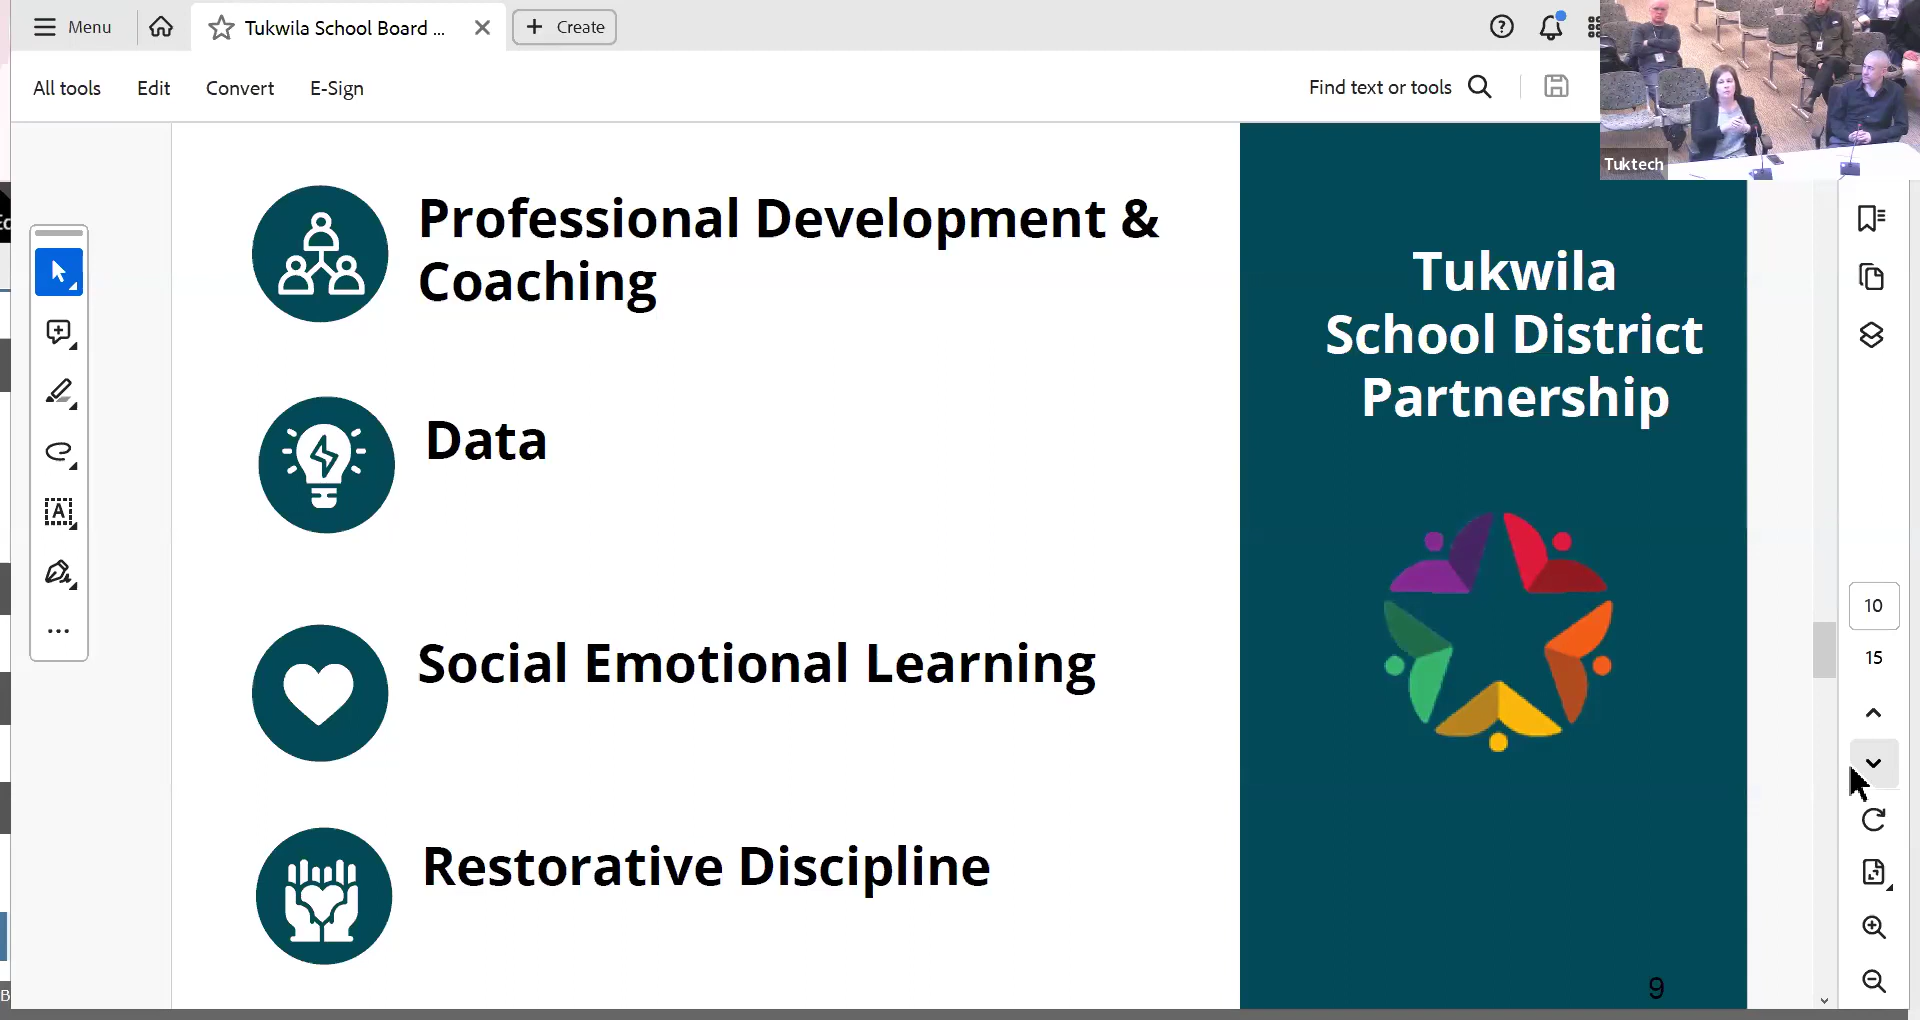 Menu
Tukwila School Board ...
Create
All tools
Edit
Convert
E-Sign
Find text or tools
Tuktech
Professional Development &
Coaching
Data
Social Emotional Learning
Restorative Discipline
Tukwila
School District
Partnership
9
10
15